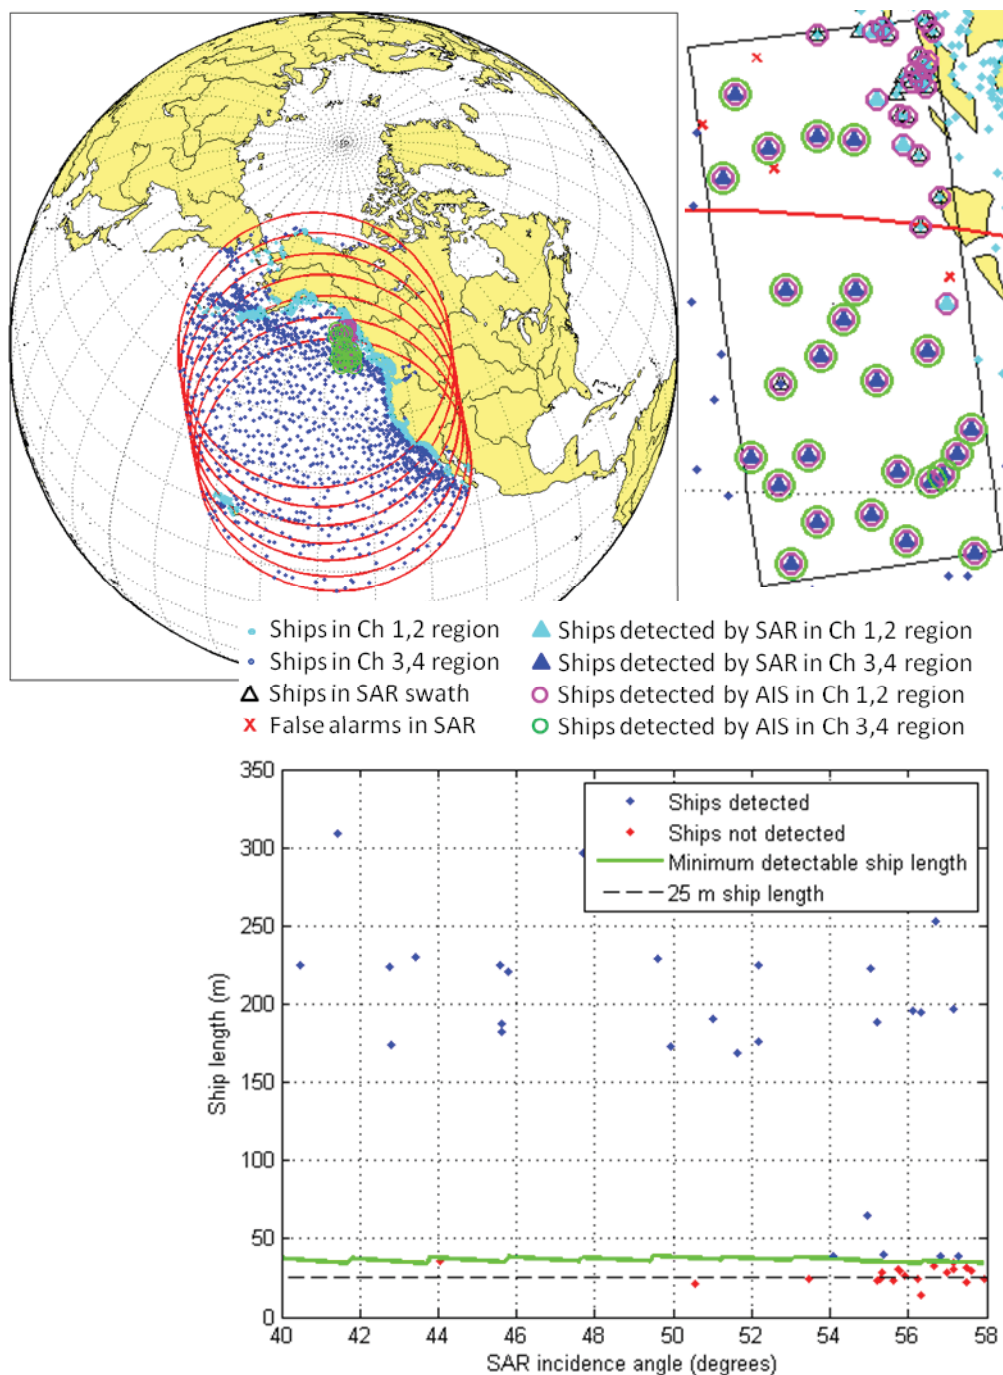 Ships in Ch 1,2 region
Ships in Ch 3,4 region
Ships in SAR swath
False alarms in SAR
Ships detected by SAR in Ch 1,2 region
Ships detected by SAR in Ch 3,4 region
Ships detected by AIS in Ch 1,2 region
Ships detected by AIS in Ch 3,4 region
350
300
250
200
150
100
50
0
Ship length (m)
Ships detected
Ships not detected
Minimum detectable ship length
25 m ship length
40 42 44 46 48 50 52 54 56 58
SAR incidence angle (degrees)